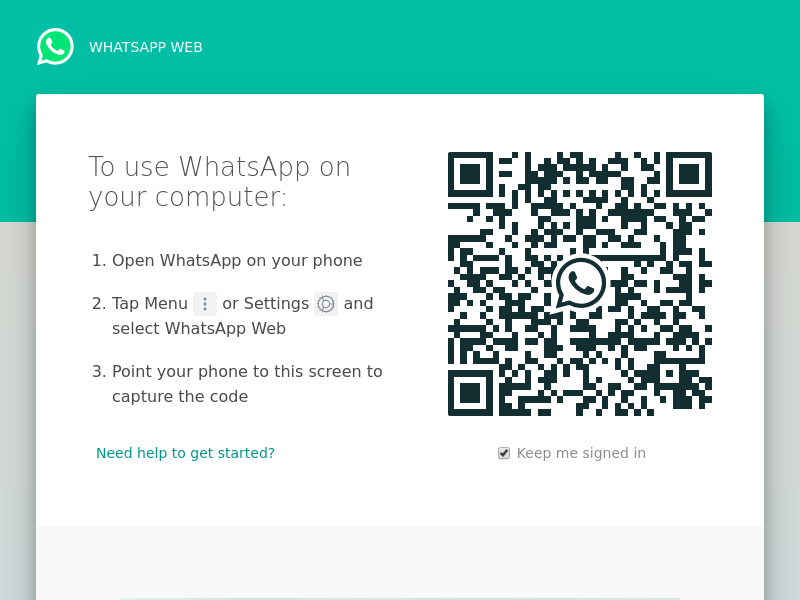 WHATSAPP WEB
To use WhatsApp on
your computer:
1. Open WhatsApp on your phone
2. Tap Menu or Settings and
select WhatsApp Web
3. Point your phone to this screen to
capture the code
Need help to get started?
Keep me signed in